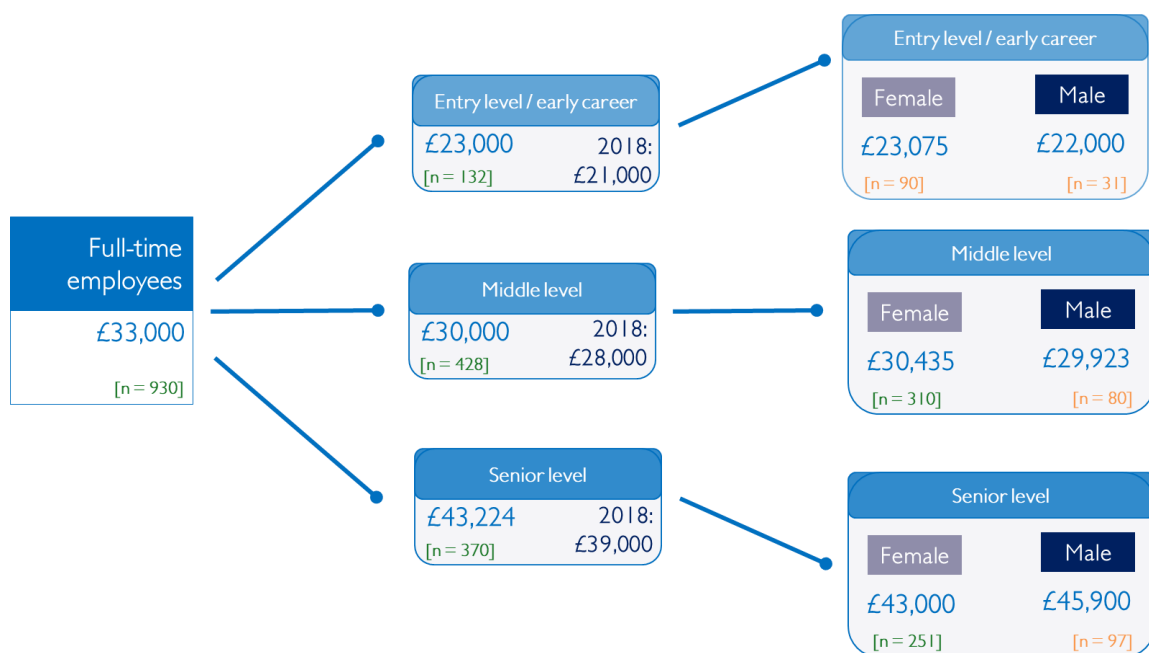 Full-time
employees
£33,000
[n = 930]
Entry level / early career
£23,000
2018:
£21,000
[n = 132]
Middle level
£30,000
2018:
£28,000
[n = 428]
Senior level
£43,224
2018:
£39,000
[n = 370]
Entry level / early career
Female
Male
£23,075
£22,000
[n = 90]
[n = 31]
Middle level
Female
Male
£30,435
£29,923
[n = 310]
[n = 80]
Senior level
Female
Male
£43,000
£45,900
[n = 251]
[n = 97]